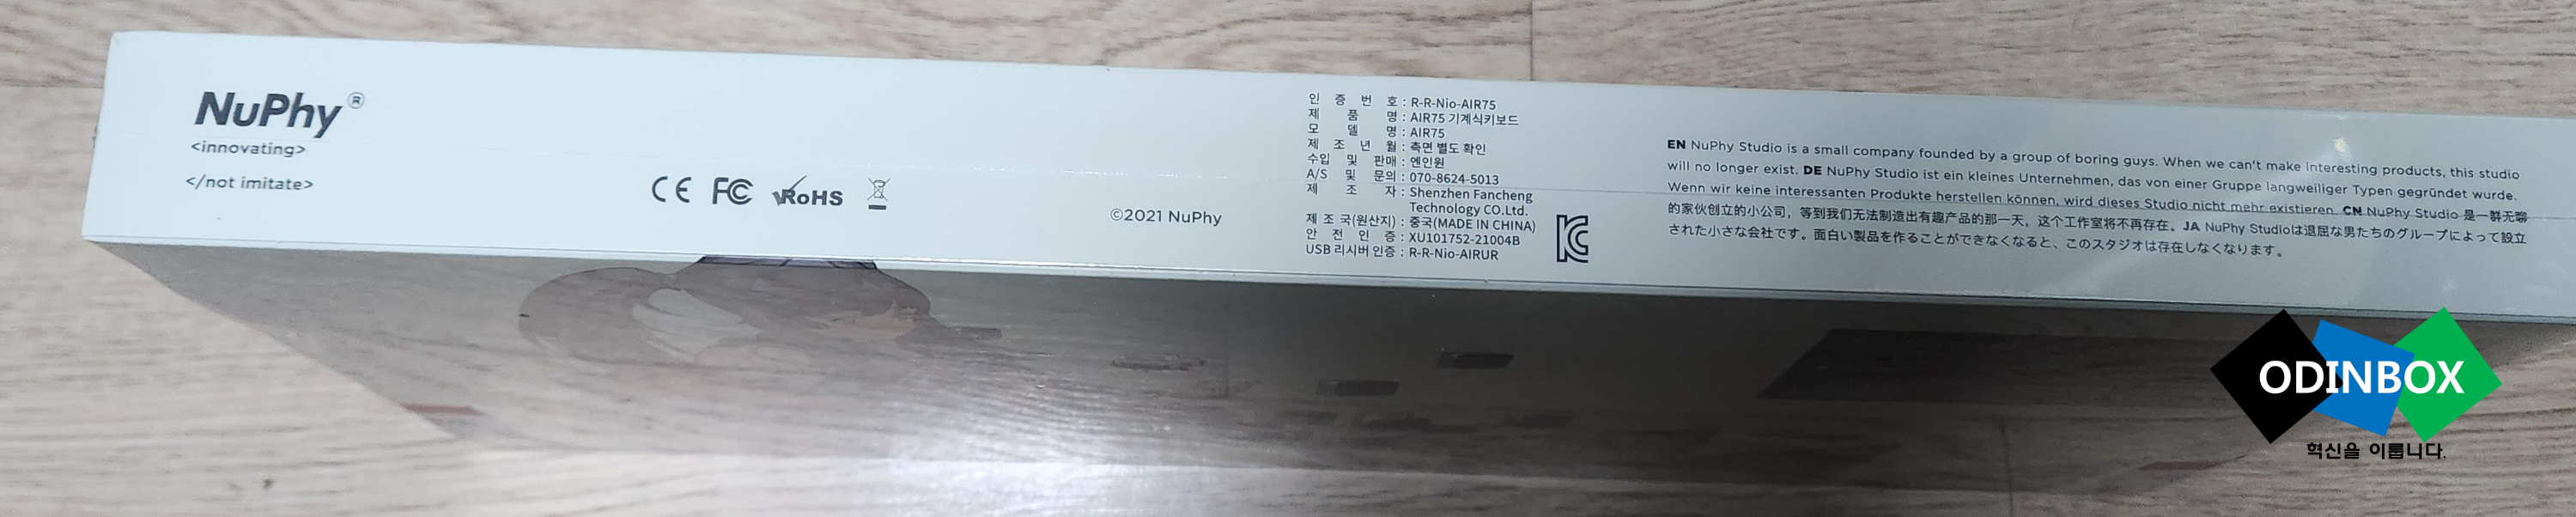 NuPhy®
<innovating>
</not imitate>
CE FC RoHS
©2021 NuPhy
인 증 번 호 : R-R-Nio-AIR75
제 품 명 : AIR75 기계식키보드
모 델 명 : AIR75
제 조 년 월 : 측면 별도 확인
수입 및 판매 : 엔인원
A/S 및 문의 : 070-8624-5013
제 조 자 : Shenzhen Fancheng
Technology CO.Ltd.
제 조 국(원산지) : 중국(MADE IN CHINA)
안 전 인 증 : XU101752-21004B
USB 리시버 인증 : R-R-Nio-AIRUR
EN NuPhy Studio is a small company founded by a group of boring guys. When we can't make interesting products, this studio
will no longer exist. DE NuPhy Studio ist ein kleines Unternehmen, das von einer Gruppe langweiliger Typen gegründet wurde.
Wenn wir keine interessanten Produkte herstellen können, wird dieses Studio nicht mehr existieren. CN NuPhy Studio 是一群无聊
的家伙创立的小公司，等到我们无法制造出有趣产品的那一天，这个工作室将不再存在。JA NuPhy Studioは退屈な男たちのグループによって設立
された小さな会社です。面白い製品を作ることができなくなると、このスタジオは存在しなくなります。
ODINBOX
혁신을 이룹니다.